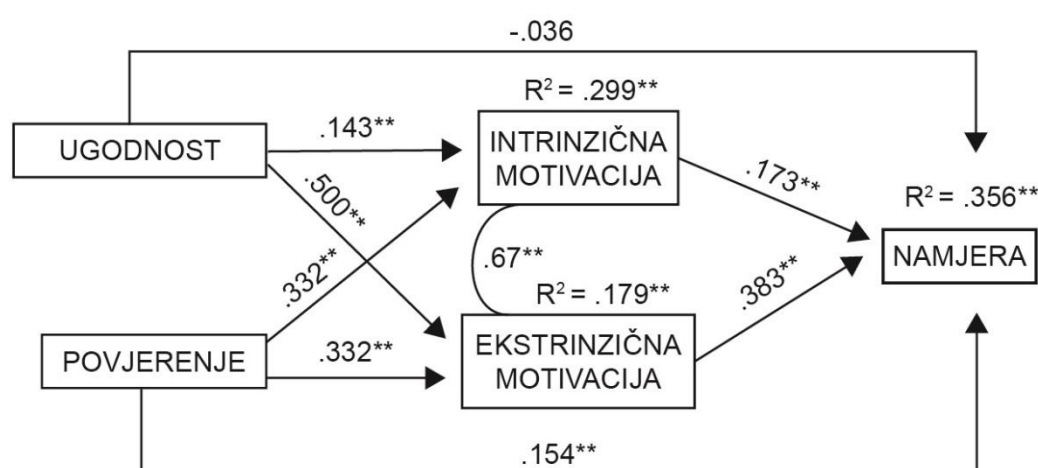 -.036
R² = .299**
UGODNOST
.143**
INTRINZIČNA
MOTIVACIJA
.500**
.173**
R² = .356**
NAMJERA
.332**
.67**
R² = .179**
.383**
POVJERENJE
.332**
EKSTRINZIČNA
MOTIVACIJA
.154**